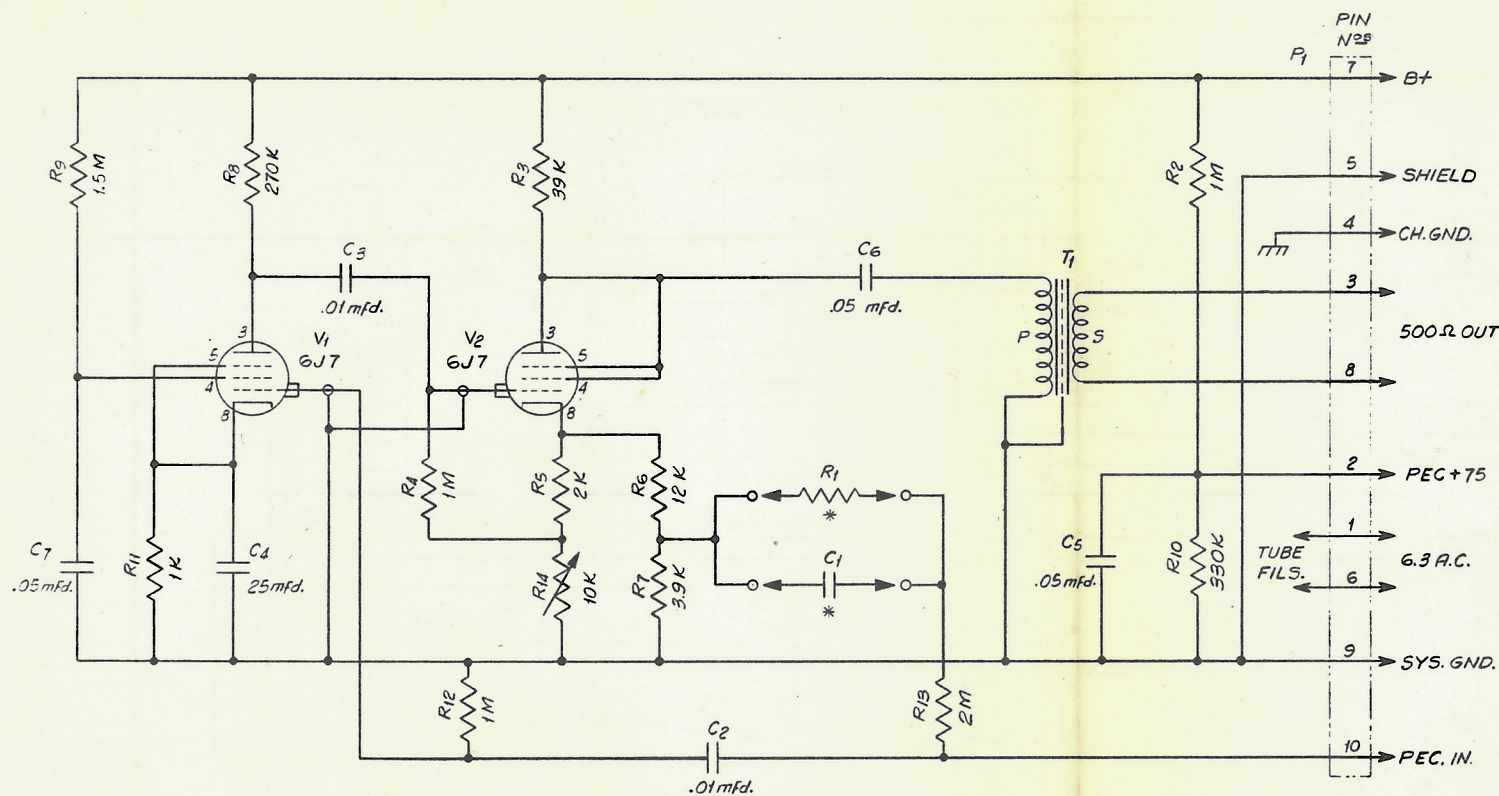 PIN
NOS
P1
7
B+
R9
1.5M
R8
270K
R3
39K
R2
1M
5
SHIELD
4
CH.GND.
C3
.01mfd.
C6
.05 mfd.
T1
3
P
S
500Ω OUT
8
3
V1
6J7
5
4
8
V2
6J7
3
5
4
8
R4
1M
R5
2K
R6
12K
R1
*
2
PEC+75
C7
.05mfd.
R11
1K
C4
25mfd.
R14
10K
R7
3.9K
C1
*
C5
.05mfd.
R10
330K
1
TUBE
FILS.
6.3 A.C.
6
9
SYS. GND.
R12
1M
R13
2M
C2
.01mfd.
10
PEC. IN.